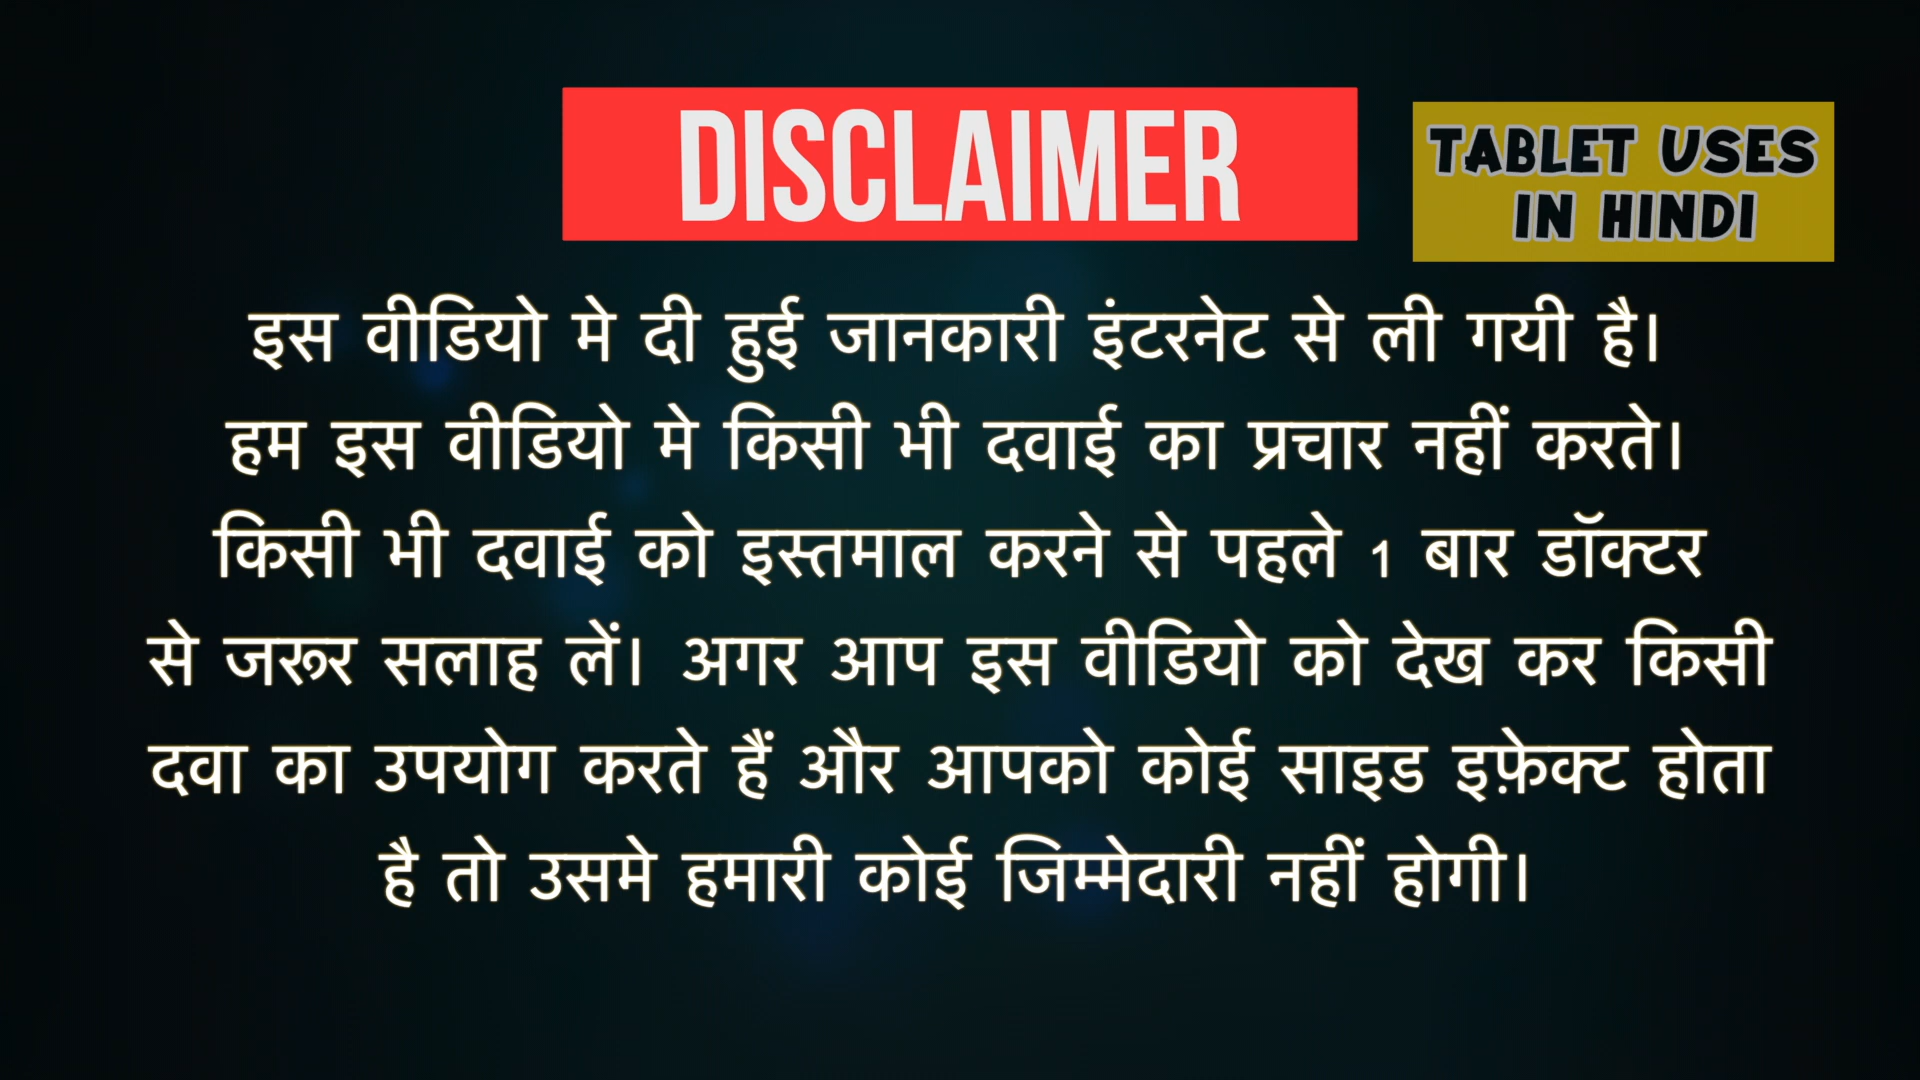 DISCLAIMER
TABLET USES
IN HINDI
इस वीडियो मे दी हुई जानकारी इंटरनेट से ली गयी है।
हम इस वीडियो मे किसी भी दवाई का प्रचार नहीं करते।
किसी भी दवाई को इस्तमाल करने से पहले 1 बार डॉक्टर
से जरूर सलाह लें। अगर आप इस वीडियो को देख कर किसी
दवा का उपयोग करते हैं और आपको कोई साइड इफ़ेक्ट होता
है तो उसमे हमारी कोई जिम्मेदारी नहीं होगी।